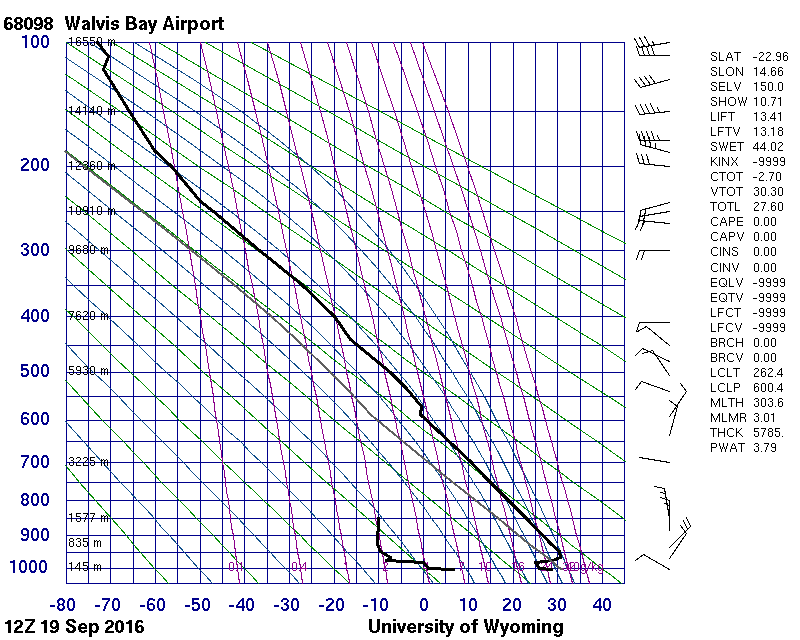 68098 Walvis Bay Airport
100
16550 m
14140 m
200
12360 m
10910 m
300
9680 m
400
7620 m
500
5930 m
600
700
3225 m
800
1577 m
900
835 m
1000
145 m
-80 -70 -60 -50 -40 -30 -20 -10 0 10 20 30 40
12Z 19 Sep 2016 University of Wyoming
SLAT -22.96
SLON 14.66
SELV 150.0
SHOW 10.71
LIFT 13.41
LFTV 13.18
SWET 44.02
KINX -9999
CTOT -2.70
VTOT 30.30
TOTL 27.60
CAPE 0.00
CAPV 0.00
CINS 0.00
CINV 0.00
EQLV -9999
EQTV -9999
LFCT -9999
LFCV -9999
BRCH 0.00
BRCV 0.00
LCLT 262.4
LCLP 600.4
MLTH 303.6
MLMR 3.01
THCK 5785.
PWAT 3.79